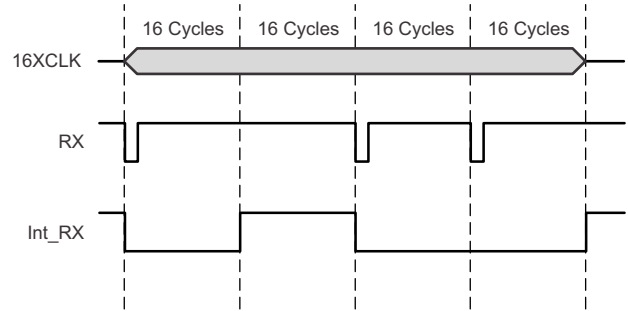 16 Cycles 16 Cycles 16 Cycles 16 Cycles
16XCLK
RX
Int_RX